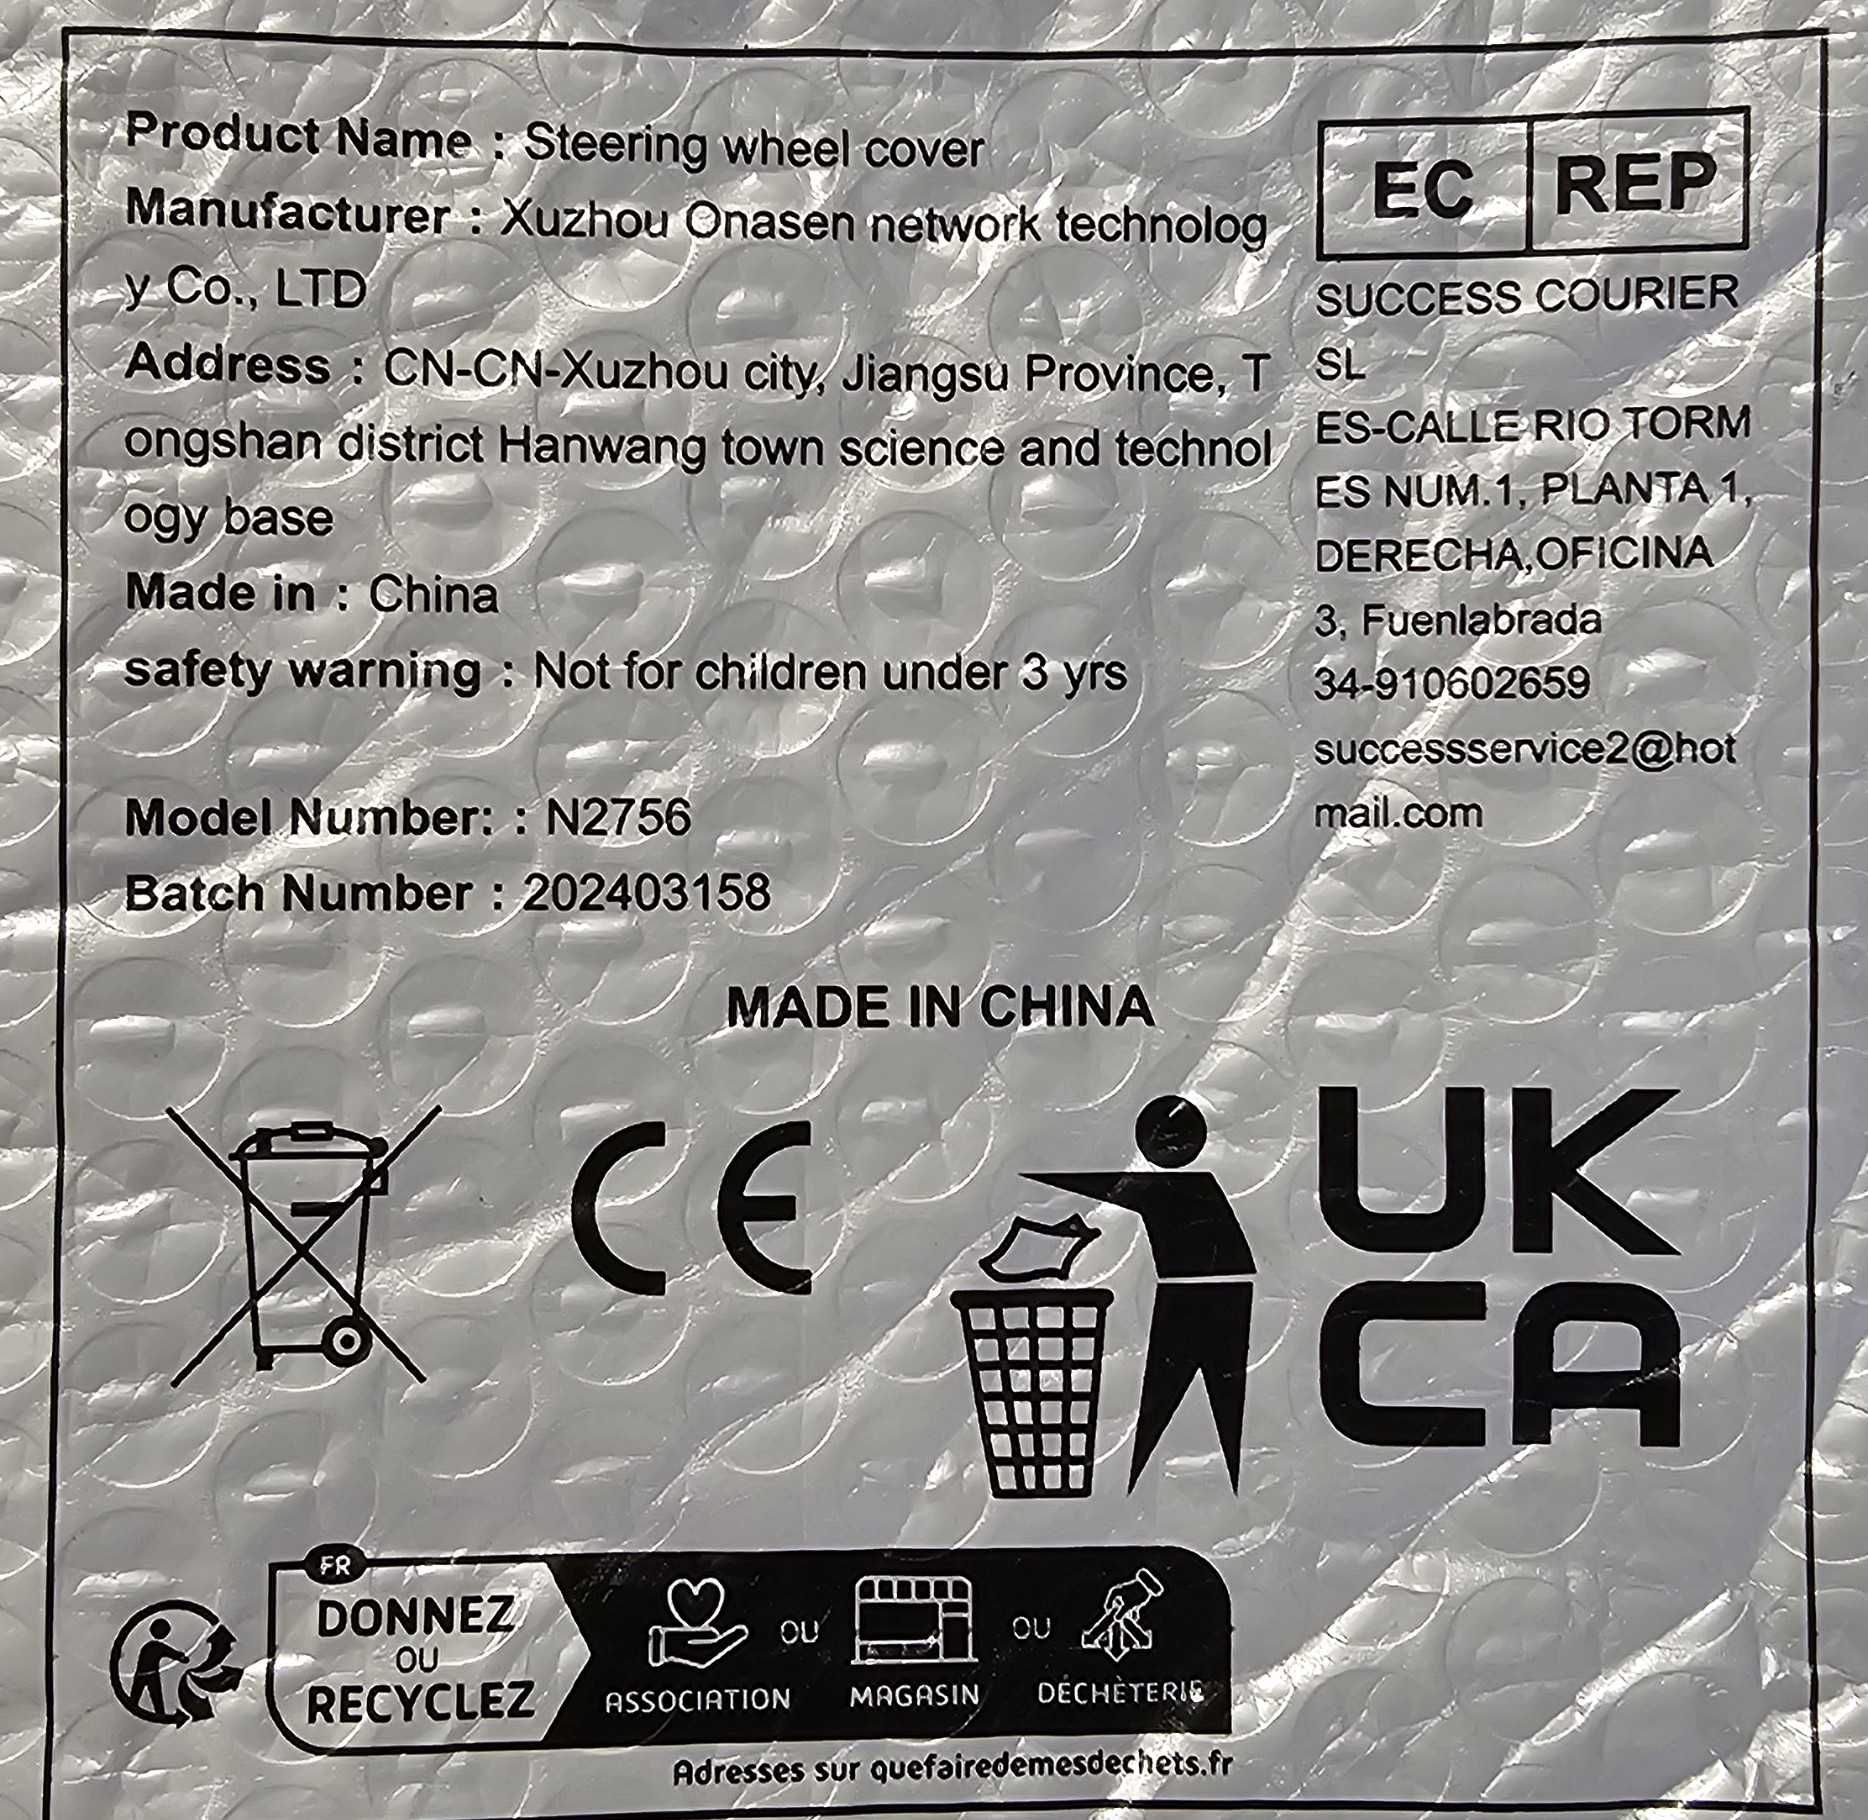 Product Name : Steering wheel cover
Manufacturer : Xuzhou Onasen network technolog
y Co., LTD
Address : CN-CN-Xuzhou city, Jiangsu Province, T
ongshan district Hanwang town science and technol
ogy base
Made in : China
safety warning : Not for children under 3 yrs
Model Number: : N2756
Batch Number : 202403158
EC REP
SUCCESS COURIER
SL
ES-CALLE RIO TORM
ES NUM.1, PLANTA 1,
DERECHA,OFICINA
3, Fuenlabrada
34-910602659
successservice2@hot
mail.com
MADE IN CHINA
CE
UK
CA
FR
DONNEZ
OU
RECYCLEZ
ASSOCIATION
OU
MAGASIN
OU
DÉCHÈTERIE
Adresses sur quefairedemesdechets.fr